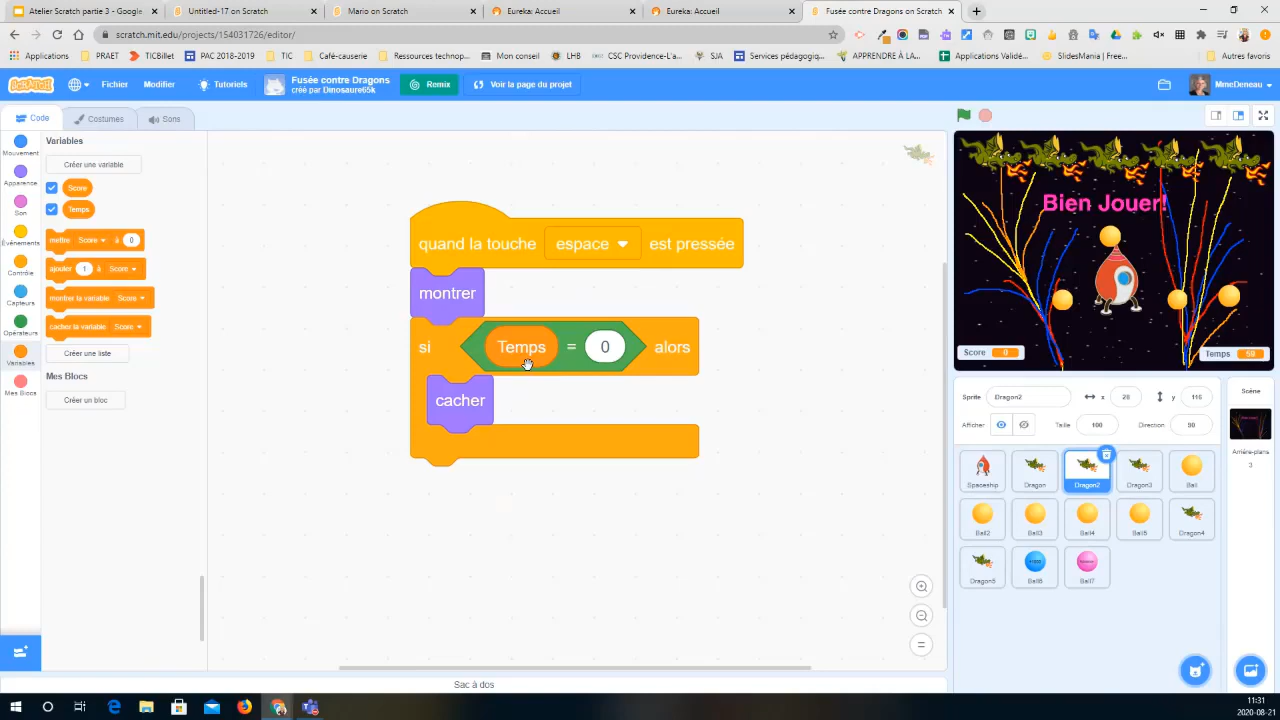 Atelier Scratch partie 3 - Google
Untitled-17 on Scratch
Mario on Scratch
Eureka: Accueil
Eureka: Accueil
Fusée contre Dragons on Scratch
scratch.mit.edu/projects/154031726/editor/
Applications
PRAET
TICBillet
PAC 2018-2019
TIC
Café-causerie
Ressources technop...
Mon conseil
LHB
CSC Providence-L'a...
SJA
Services pédagogiq...
APPRENDRE À LA...
Applications Validé...
SlidesMania | Free...
Autres favoris
SCRATCH
Fichier
Modifier
Tutoriels
Fusée contre Dragons
créé par Dinosaure65k
Remix
Voir la page du projet
MmeDeneau
Code
Costumes
Sons
Mouvement
Apparence
Son
Événements
Contrôle
Capteurs
Opérateurs
Variables
Mes Blocs
Variables
Créer une variable
Score
Temps
mettre Score à 0
ajouter 1 à Score
montrer la variable Score
cacher la variable Score
Créer une liste
Mes Blocs
Créer un bloc
quand la touche espace est pressée
montrer
si Temps = 0 alors
cacher
Bien Jouer!
Score 0
Sprite Dragon2 x y
Afficher Taille 100 Direction 90
Scène
Arrière-plans
3
Spaceship
Dragon
Dragon2
Dragon3
Ball
Ball2
Ball3
Ball4
Ball5
Dragon4
Dragon5
Ball6
Ball7
Temps
Sac à dos
11:31
2020-08-21